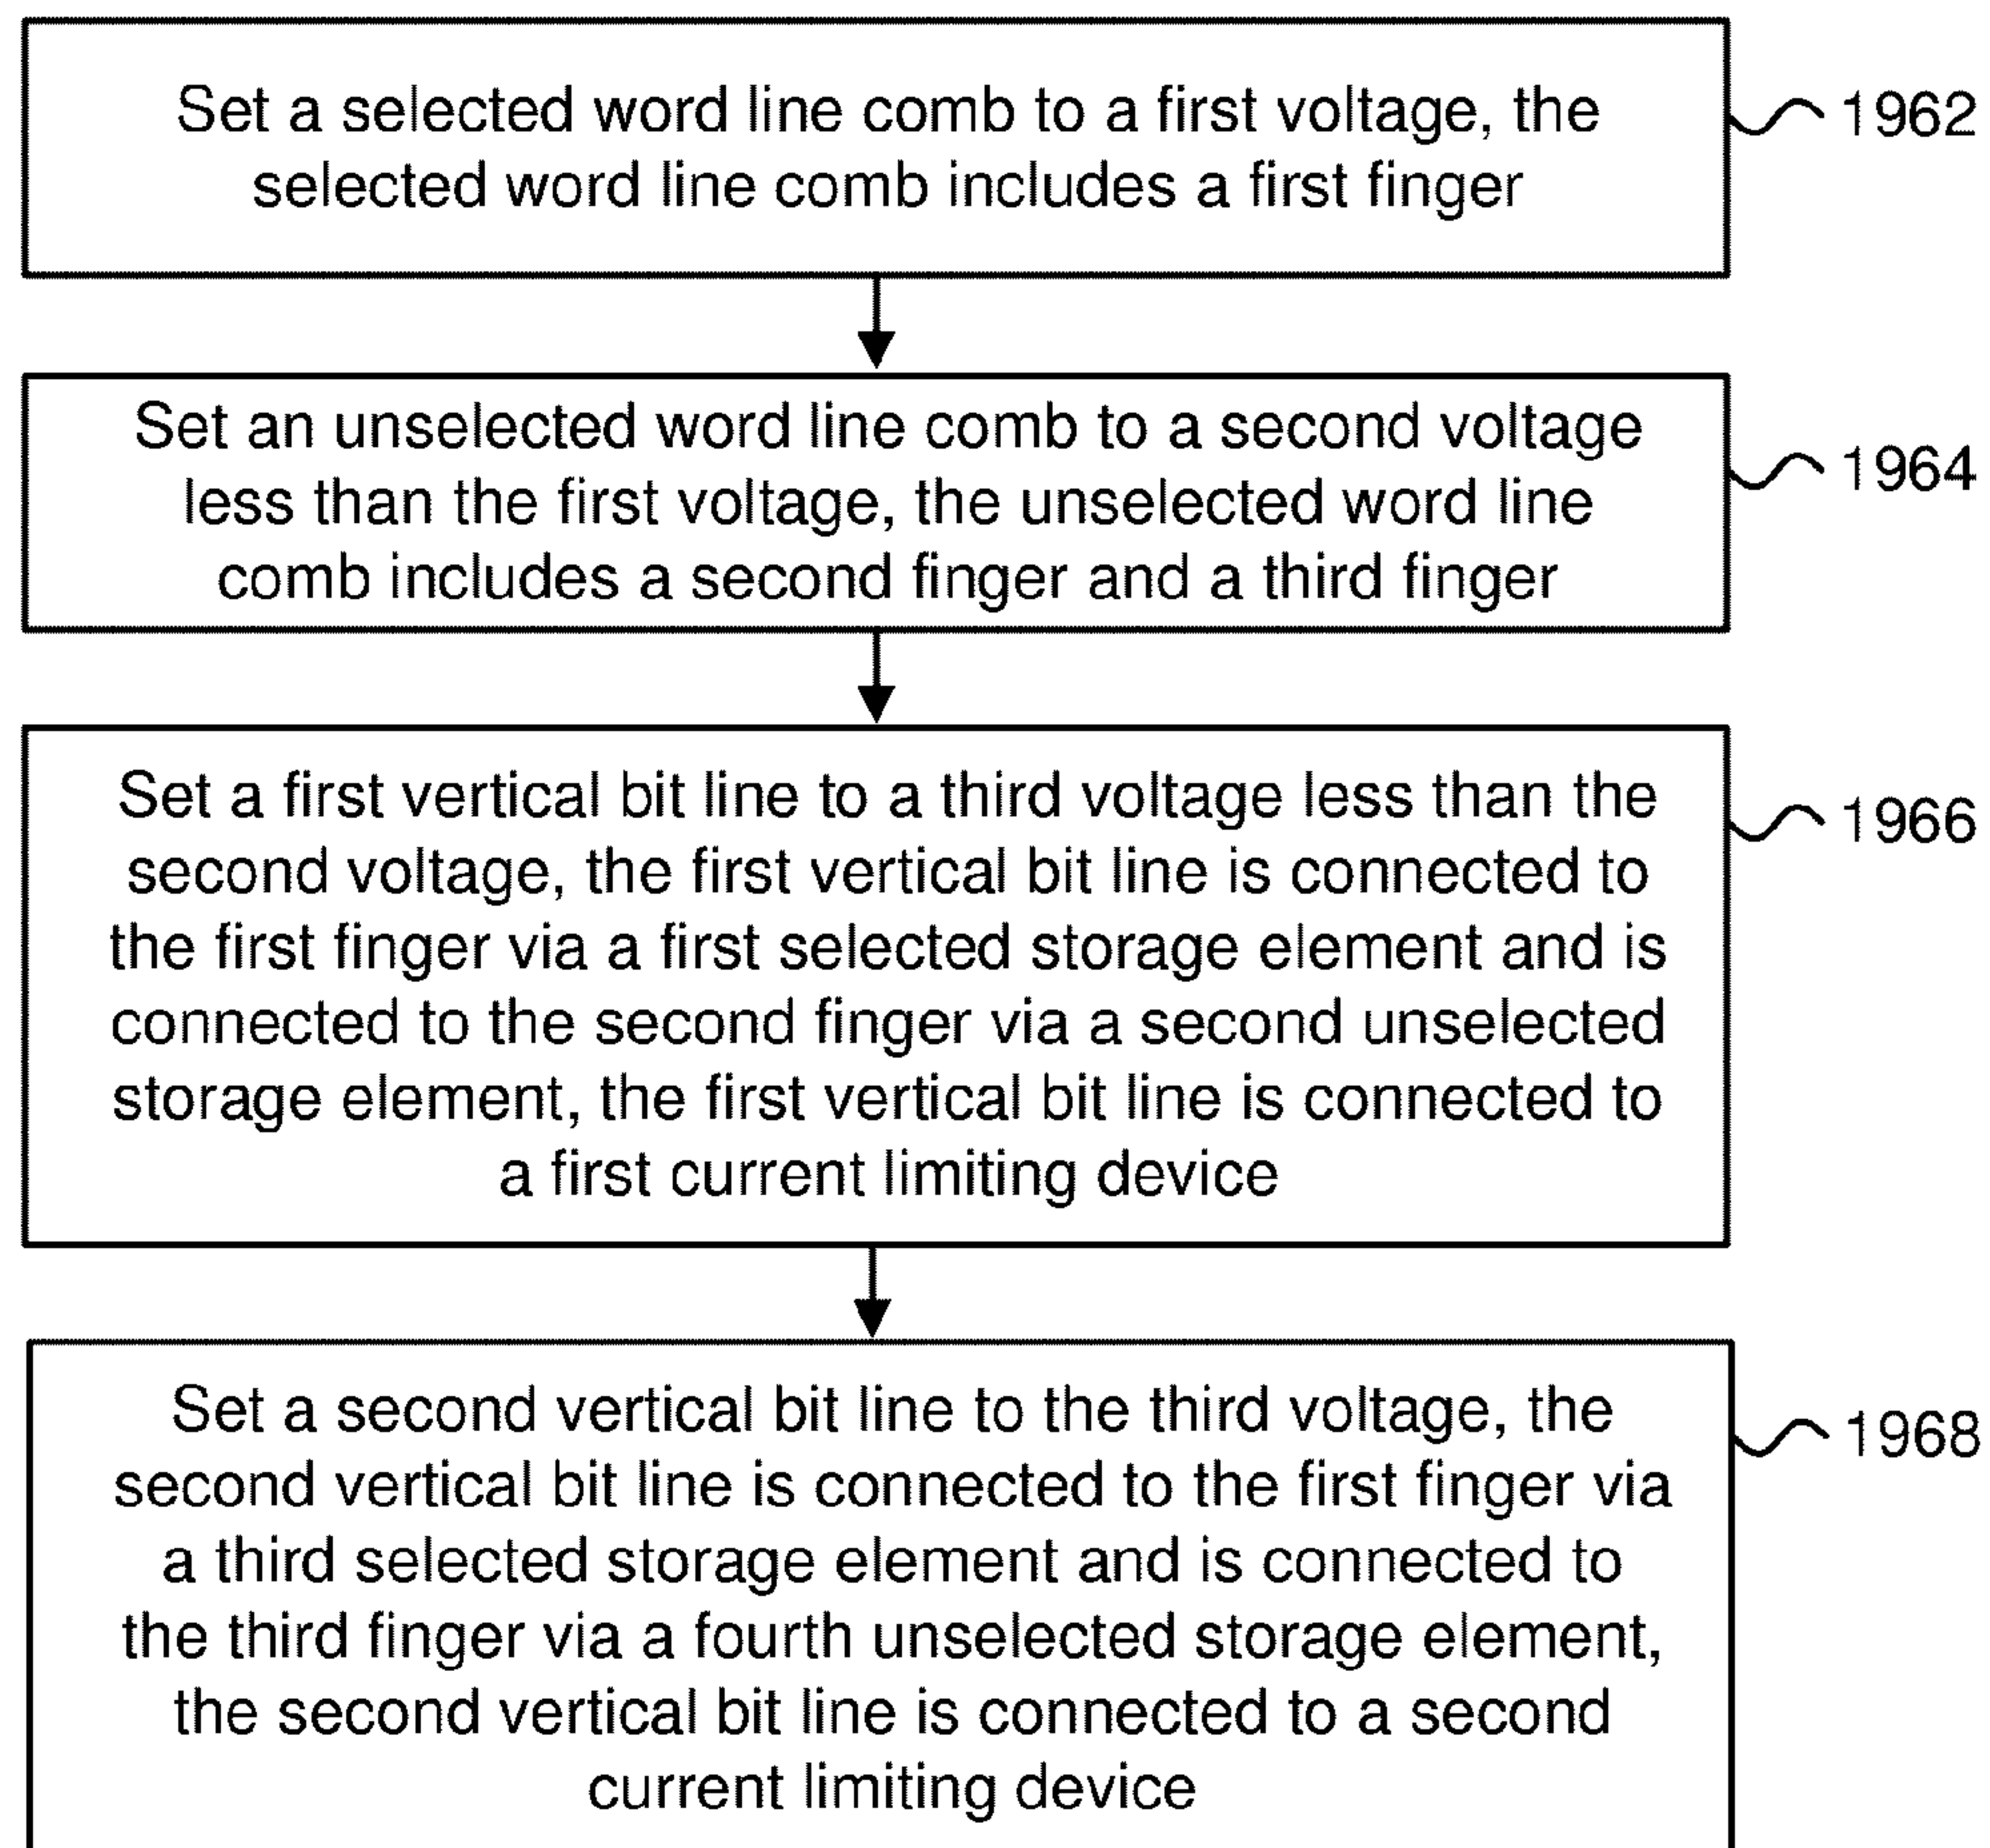 Set a selected word line comb to a first voltage, the
selected word line comb includes a first finger
1962
Set an unselected word line comb to a second voltage
less than the first voltage, the unselected word line
comb includes a second finger and a third finger
1964
Set a first vertical bit line to a third voltage less than the
second voltage, the first vertical bit line is connected to
the first finger via a first selected storage element and is
connected to the second finger via a second unselected
storage element, the first vertical bit line is connected to
a first current limiting device
1966
Set a second vertical bit line to the third voltage, the
second vertical bit line is connected to the first finger via
a third selected storage element and is connected to
the third finger via a fourth unselected storage element,
the second vertical bit line is connected to a second
current limiting device
1968